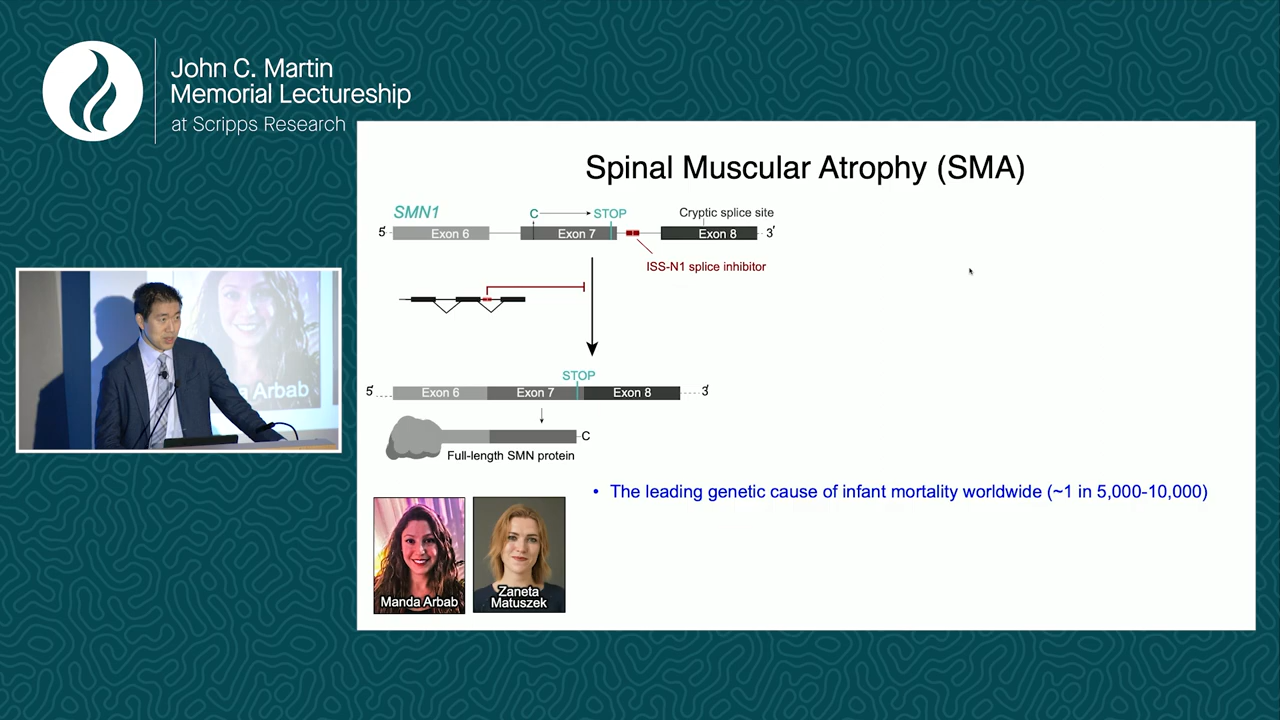 John C. Martin
Memorial Lectureship
at Scripps Research
Spinal Muscular Atrophy (SMA)
SMN1
C
STOP
Cryptic splice site
5′
Exon 6
Exon 7
Exon 8
3′
ISS-N1 splice inhibitor
STOP
5′
Exon 6
Exon 7
Exon 8
3′
C
Full-length SMN protein
• The leading genetic cause of infant mortality worldwide (~1 in 5,000-10,000)
Manda Arbab
Zaneta
Matuszek
a Arbab